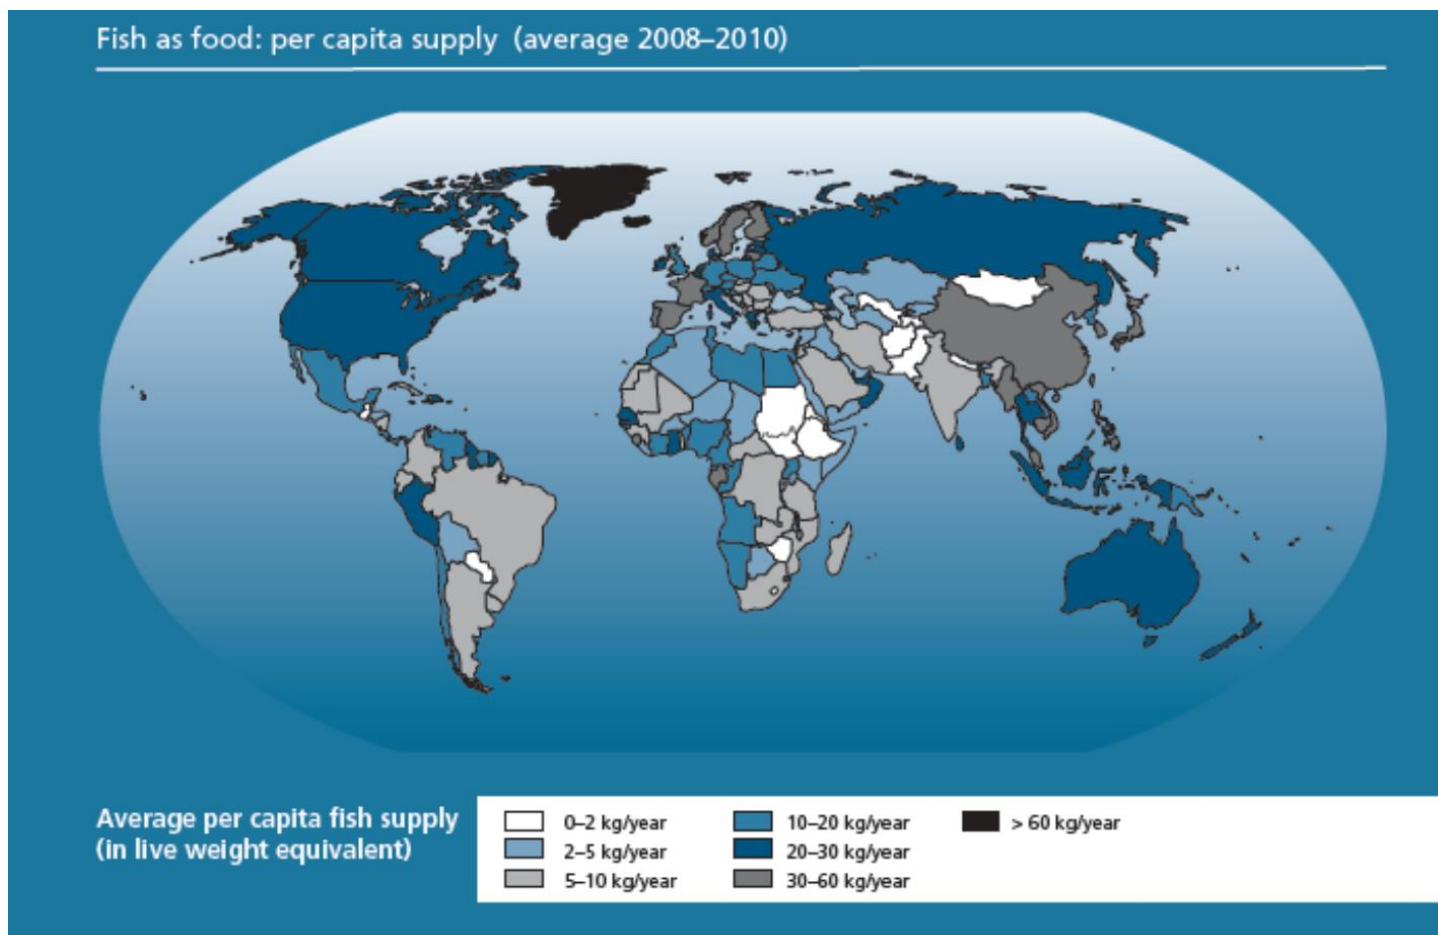 Fish as food: per capita supply (average 2008–2010)
Average per capita fish supply
(in live weight equivalent)
0–2 kg/year
2–5 kg/year
5–10 kg/year
10–20 kg/year
20–30 kg/year
30–60 kg/year
> 60 kg/year